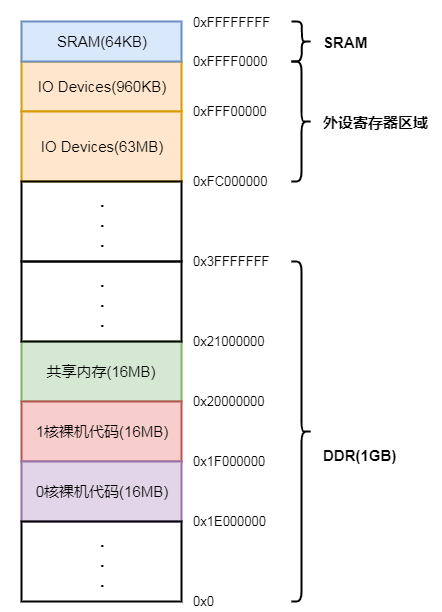 0xFFFFFFFF
SRAM(64KB)
SRAM
0xFFFF0000
IO Devices(960KB)
0xFFF00000
外设寄存器区域
IO Devices(63MB)
0xFC000000
0x3FFFFFFF
0x21000000
共享内存(16MB)
0x20000000
1核裸机代码(16MB)
DDR(1GB)
0x1F000000
0核裸机代码(16MB)
0x1E000000
0x0